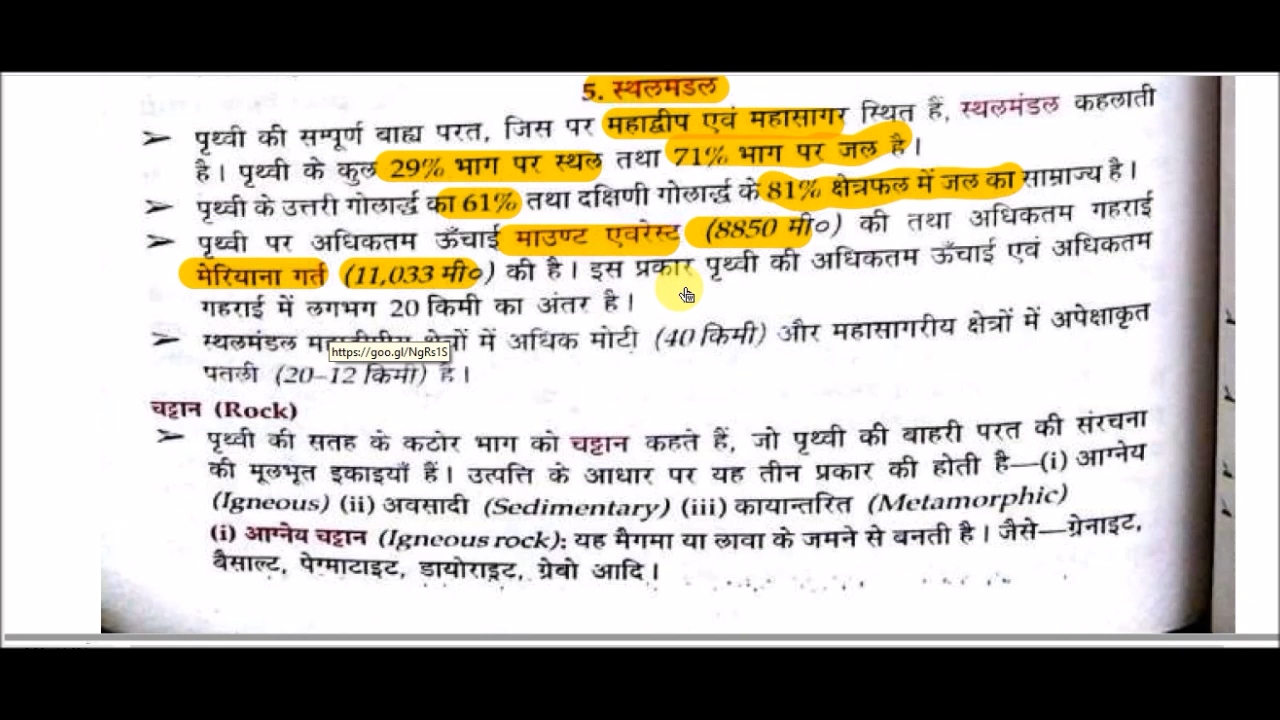 5. स्थलमंडल
➢ पृथ्वी की सम्पूर्ण बाह्य परत, जिस पर महाद्वीप एवं महासागर स्थित हैं, स्थलमंडल कहलाती
है। पृथ्वी के कुल 29% भाग पर स्थल तथा 71% भाग पर जल है।
➢ पृथ्वी के उत्तरी गोलार्द्ध का 61% तथा दक्षिणी गोलार्द्ध के 81% क्षेत्रफल में जल का साम्राज्य है।
➢ पृथ्वी पर अधिकतम ऊँचाई माउण्ट एवरेस्ट (8850 मी०) की तथा अधिकतम गहराई
मेरियाना गर्त (11,033 मी०) की है। इस प्रकार पृथ्वी की अधिकतम ऊँचाई एवं अधिकतम
गहराई में लगभग 20 किमी का अंतर है।
➢ स्थलमंडल महाद्वीपीय क्षेत्रों में अधिक मोटी (40 किमी) और महासागरीय क्षेत्रों में अपेक्षाकृत
https://goo.gl/NgRs1S
पतली (20–12 किमी) है।
चट्टान (Rock)
➢ पृथ्वी की सतह के कठोर भाग को चट्टान कहते हैं, जो पृथ्वी की बाहरी परत की संरचना
की मूलभूत इकाइयाँ हैं। उत्पत्ति के आधार पर यह तीन प्रकार की होती है—(i) आग्नेय
(Igneous) (ii) अवसादी (Sedimentary) (iii) कायान्तरित (Metamorphic)
(i) आग्नेय चट्टान (Igneous rock): यह मैगमा या लावा के जमने से बनती है। जैसे—ग्रेनाइट,
बैसाल्ट, पेग्माटाइट, डायोराइट, ग्रेबो आदि।